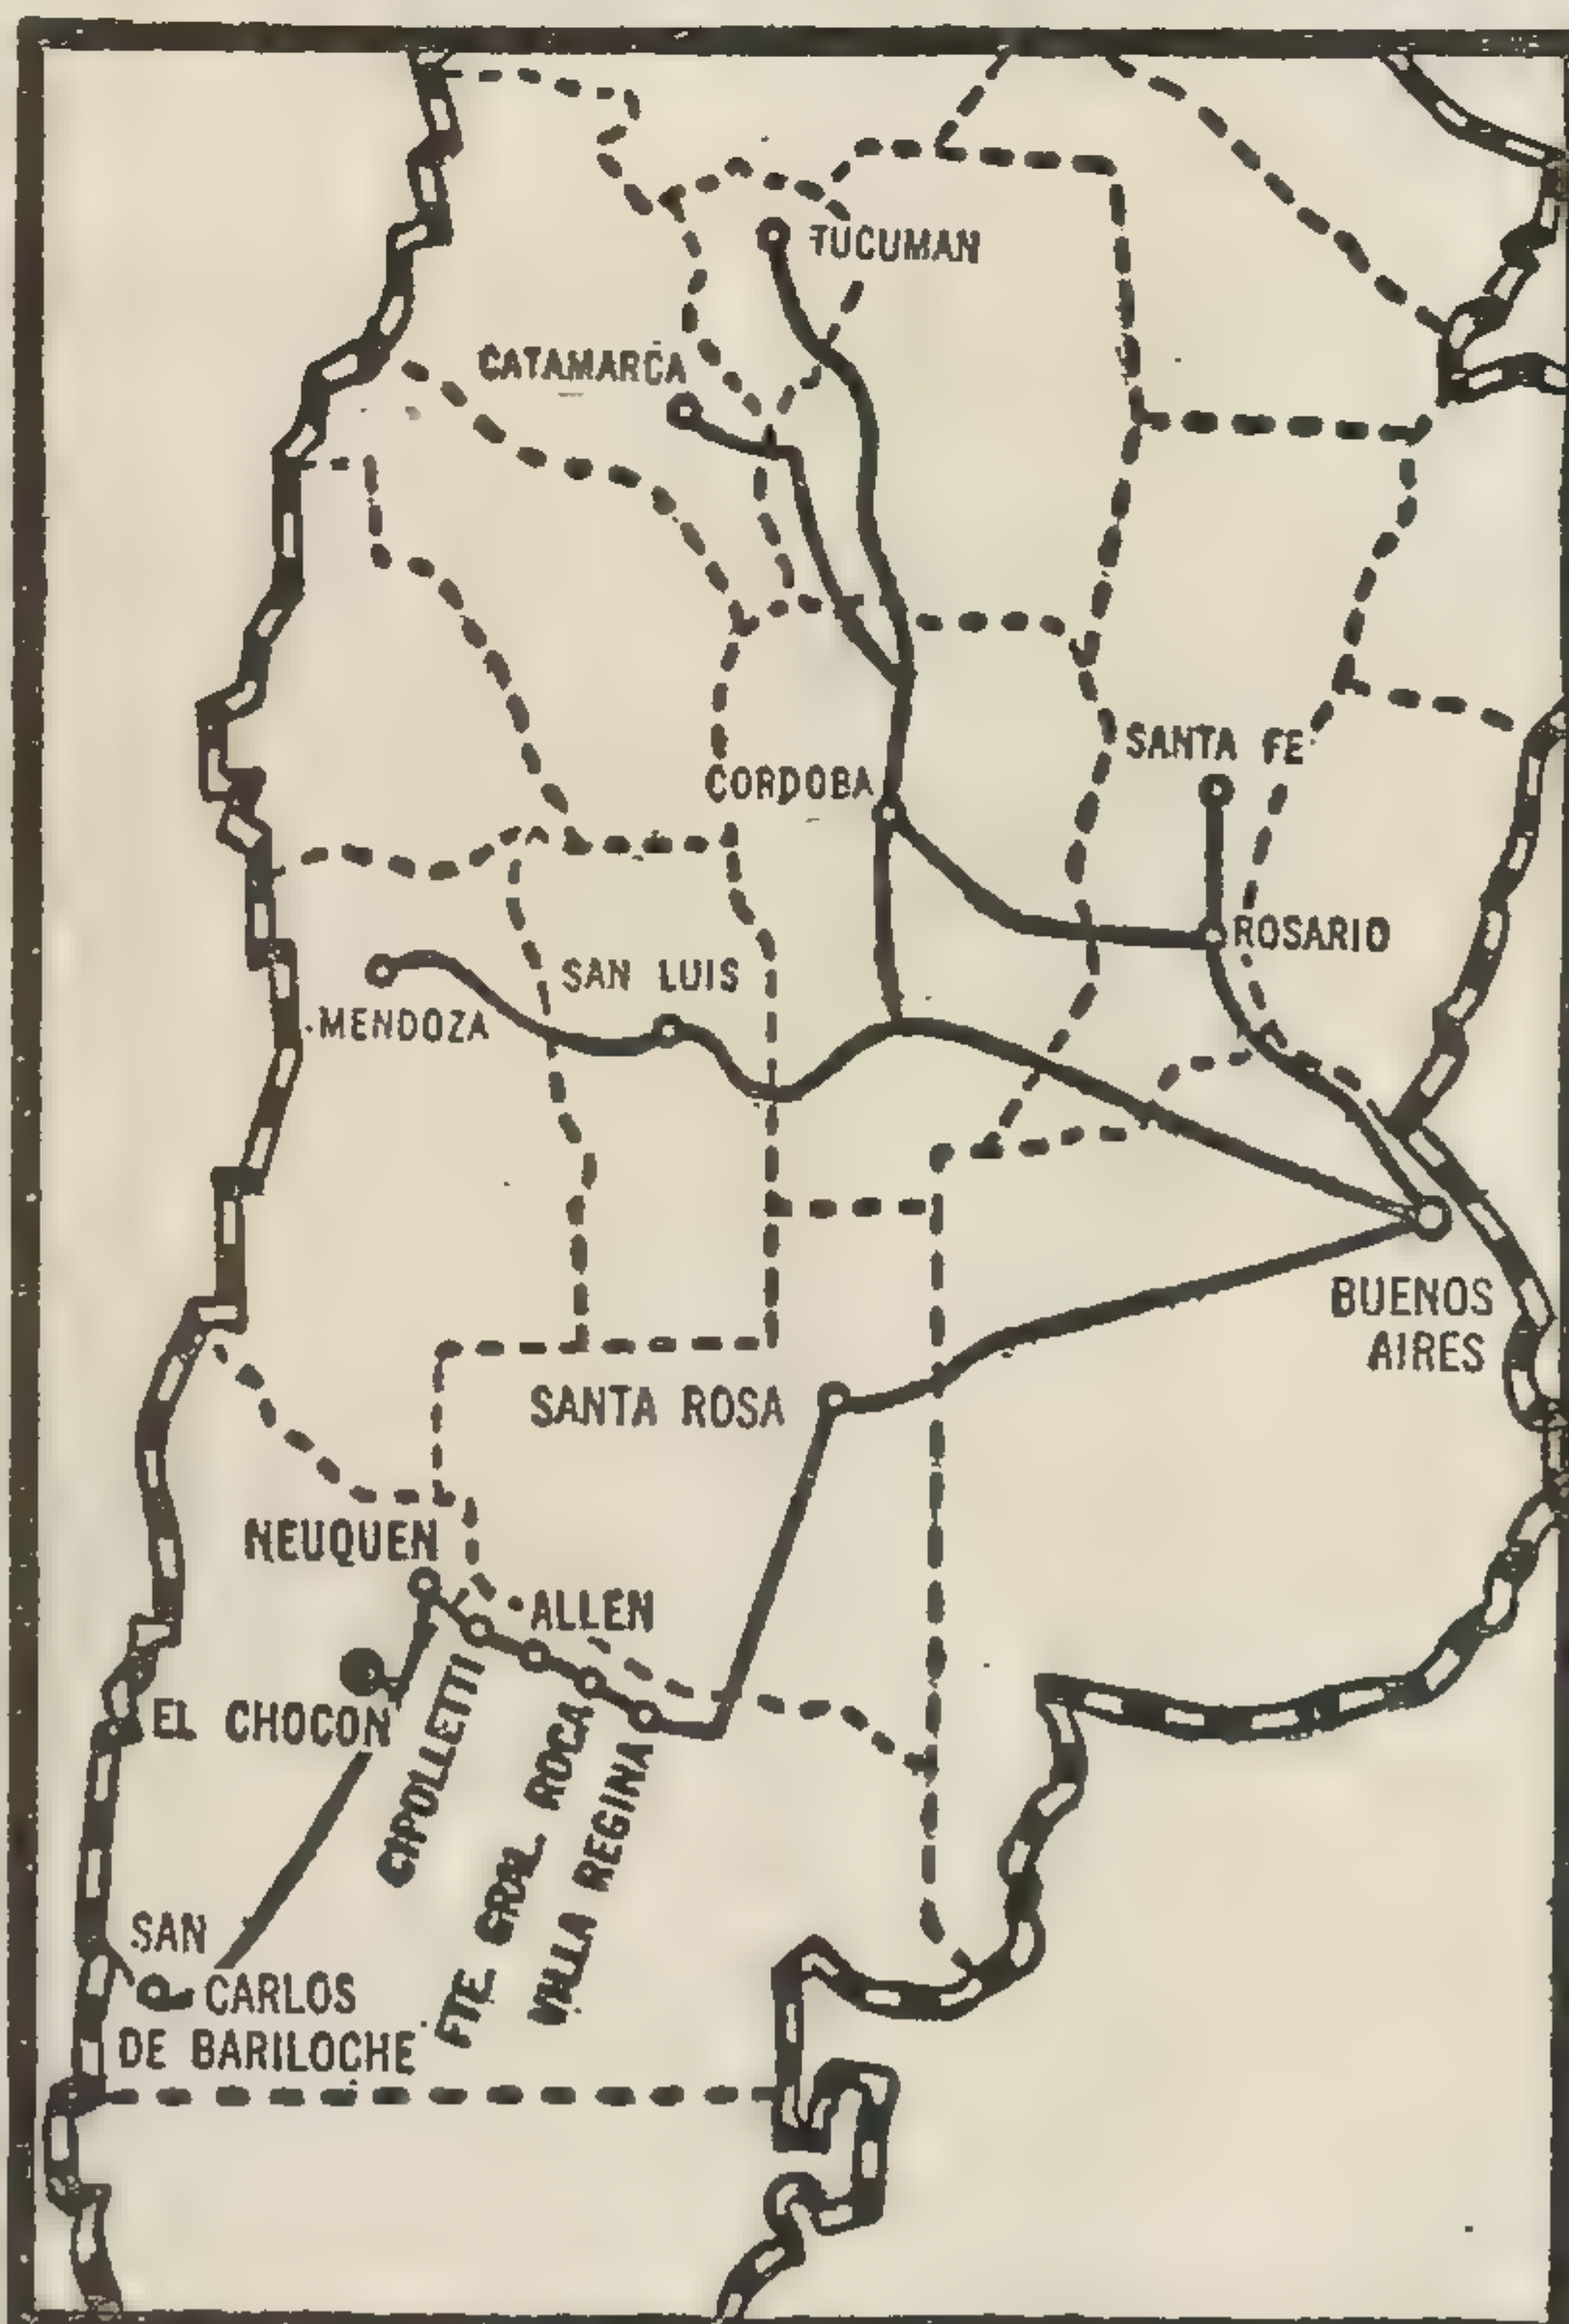 TUCUMAN
CATAMARCA
SANTA FE
CORDOBA
ROSARIO
SAN LUIS
MENDOZA
BUENOS
AIRES
SANTA ROSA
NEUQUEN
ALLEN
EL CHOCON
CIPOLLETTI
FTE. GRAL. ROCA
VILLA REGINA
SAN
CARLOS
DE BARILOCHE